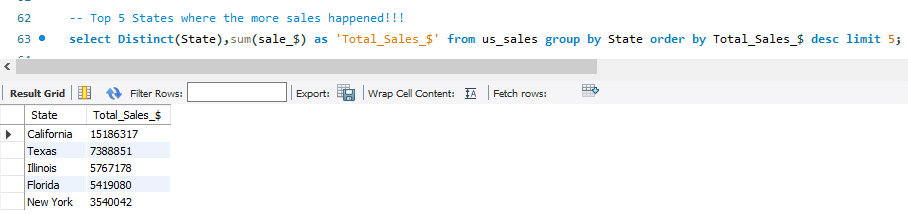 62 -- Top 5 States where the more sales happened!!!
63 select Distinct(State),sum(sale_$) as 'Total_Sales_$' from us_sales group by State order by Total_Sales_$ desc limit 5;
Result Grid Filter Rows: Export: Wrap Cell Content: IA Fetch rows:
State Total_Sales_$
California 15186317
Texas 7388851
Illinois 5767178
Florida 5419080
New York 3540042